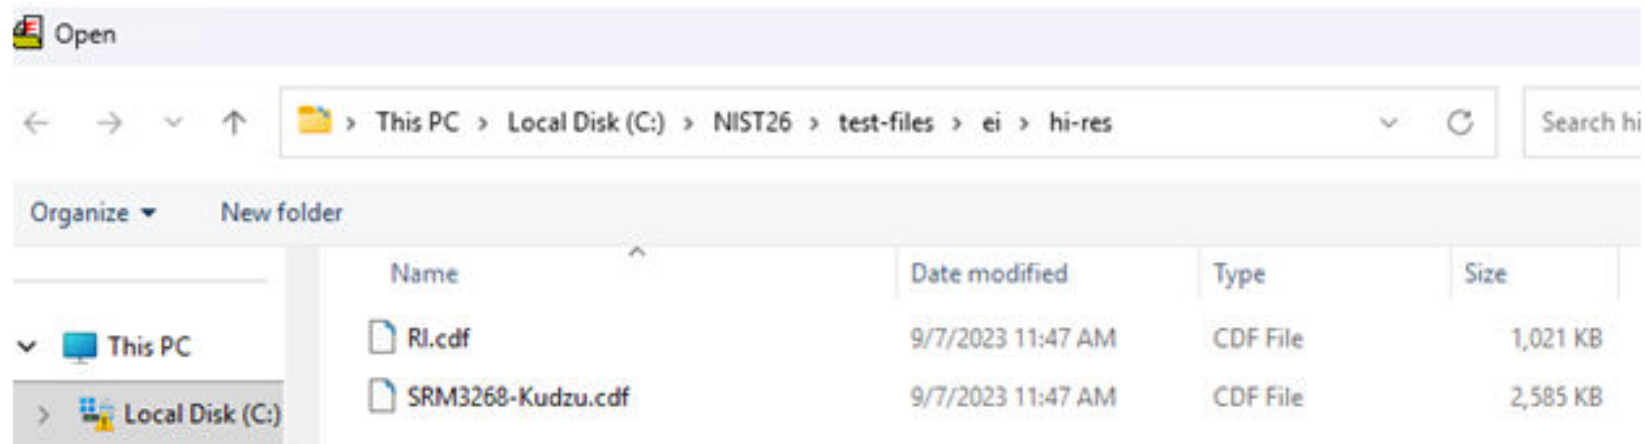 Open
This PC > Local Disk (C:) > NIST26 > test-files > ei > hi-res
Search hi
Organize
New folder
Name Date modified Type Size
RI.cdf 9/7/2023 11:47 AM CDF File 1,021 KB
SRM3268-Kudzu.cdf 9/7/2023 11:47 AM CDF File 2,585 KB
This PC
Local Disk (C:)